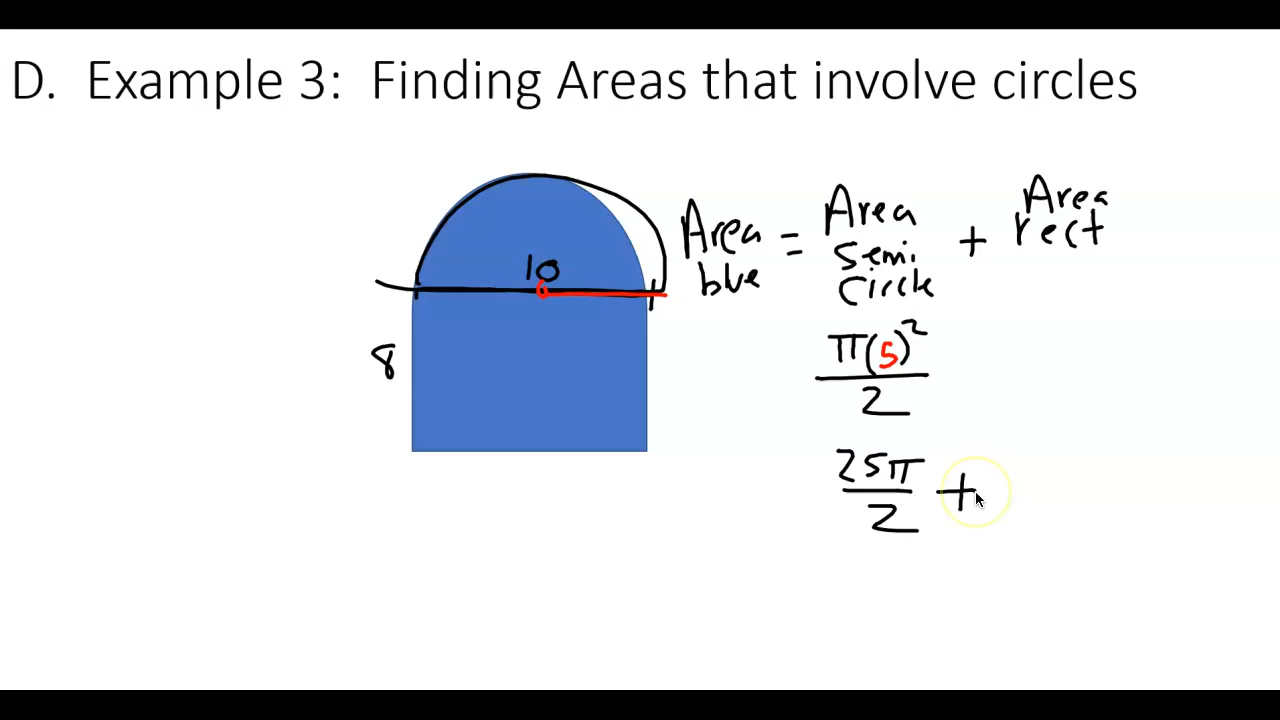 D. Example 3: Finding Areas that involve circles
10
8
Area blue = Area semi circle + Area rect
π(5)²
2
25π
2 +